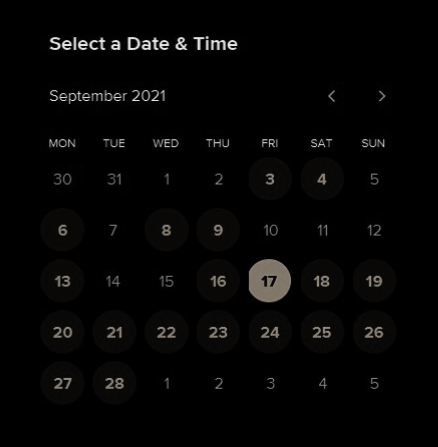 Select a Date & Time
September 2021
MON TUE WED THU FRI SAT SUN
30 31 1 2 3 4 5
6 7 8 9 10 11 12
13 14 15 16 17 18 19
20 21 22 23 24 25 26
27 28 1 2 3 4 5